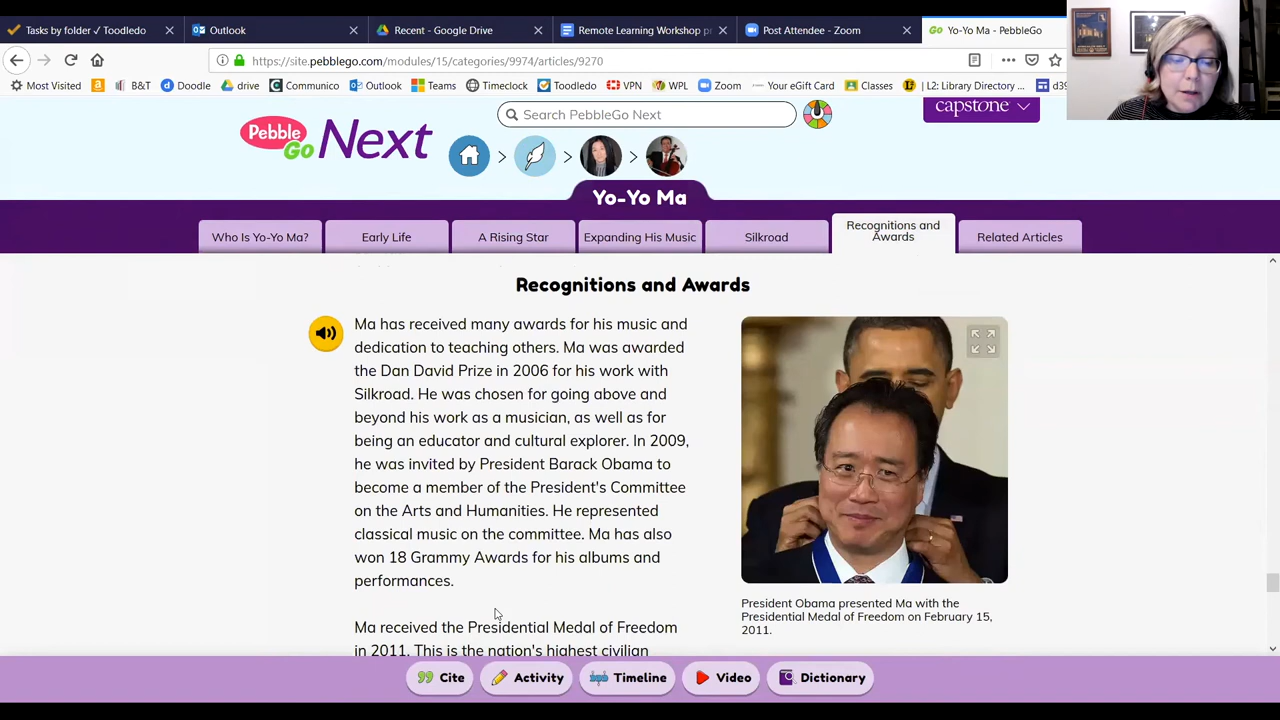 Tasks by folder ✓ Toodledo
Outlook
Recent - Google Drive
Remote Learning Workshop p
Post Attendee - Zoom
Go Yo-Yo Ma - PebbleGo
https://site.pebblego.com/modules/15/categories/9974/articles/9270
Most Visited B&T Doodle drive Communico Outlook Teams Timeclock Toodledo VPN WPL Zoom Your eGift Card Classes L2: Library Directory ... d39
Pebble Go Next
Search PebbleGo Next
capstone
Yo-Yo Ma
Who Is Yo-Yo Ma?
Early Life
A Rising Star
Expanding His Music
Silkroad
Recognitions and
Awards
Related Articles
Recognitions and Awards
Ma has received many awards for his music and
dedication to teaching others. Ma was awarded
the Dan David Prize in 2006 for his work with
Silkroad. He was chosen for going above and
beyond his work as a musician, as well as for
being an educator and cultural explorer. In 2009,
he was invited by President Barack Obama to
become a member of the President's Committee
on the Arts and Humanities. He represented
classical music on the committee. Ma has also
won 18 Grammy Awards for his albums and
performances.
Ma received the Presidential Medal of Freedom
in 2011. This is the nation's highest civilian
President Obama presented Ma with the
Presidential Medal of Freedom on February 15,
2011.
Cite
Activity
Timeline
Video
Dictionary